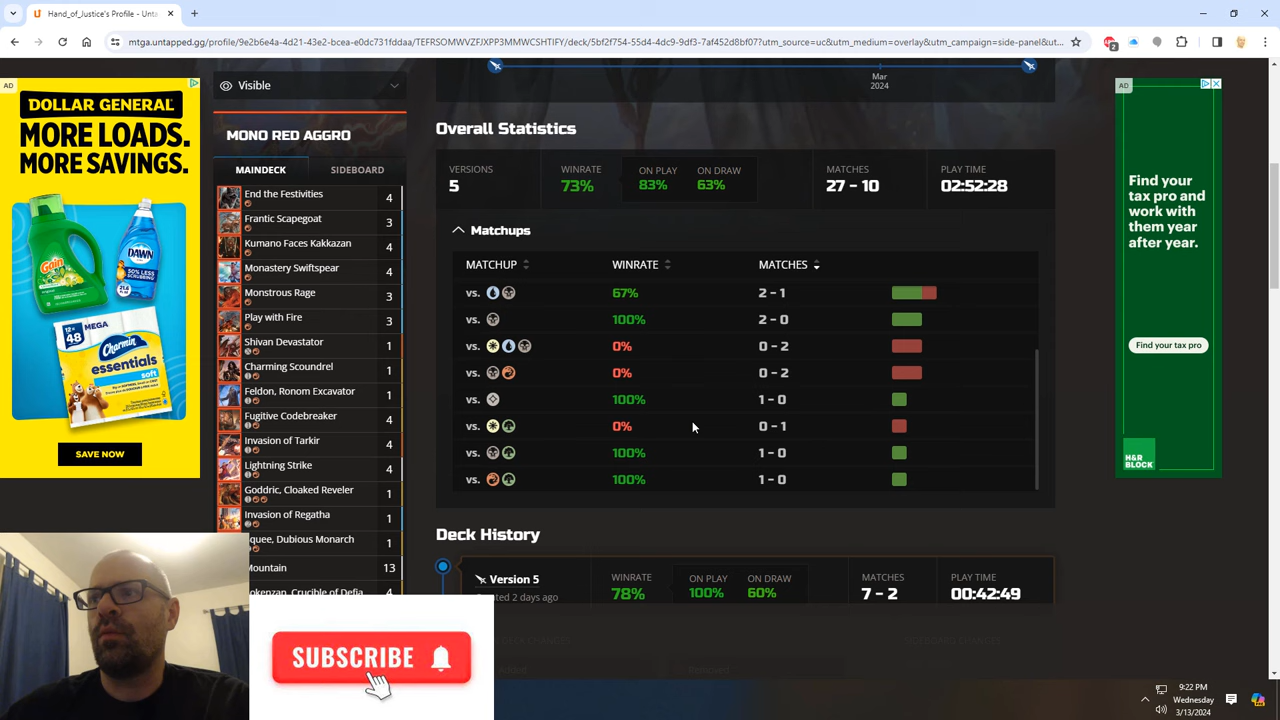 Hand_of_Justice's Profile - Unta
mtga.untapped.gg/profile/9e2b6e4a-4d21-43e2-bcea-e0dc731fddaa/TEFRSOMWVZFJXPP3MMWCSHTIFY/deck/5bf2f754-55d4-4dc9-9df3-7af452d8bf07?utm_source=uc&utm_medium=overlay&utm_campaign=side-panel&ut...
2
AD
DOLLAR GENERAL
MORE LOADS.
MORE SAVINGS.
Gain
original
DAWN
50% LESS
SCRUBBING
12=48 MEGA
Charmin
essentials
soft
SAVE NOW
Visible
MONO RED AGGRO
MAINDECK
SIDEBOARD
End the Festivities 4
Frantic Scapegoat 3
Kumano Faces Kakkazan 4
Monastery Swiftspear 4
Monstrous Rage 3
Play with Fire 3
Shivan Devastator 1
Charming Scoundrel 1
Feldon, Ronom Excavator 1
Fugitive Codebreaker 4
Invasion of Tarkir 4
Lightning Strike 4
Goddric, Cloaked Reveler 1
Invasion of Regatha 1
quee, Dubious Monarch 1
Mountain 13
okenzan, Crucible of Defia 4
Mar
2024
Overall Statistics
VERSIONS WINRATE ON PLAY ON DRAW MATCHES PLAY TIME
5 73% 83% 63% 27 - 10 02:52:28
Matchups
MATCHUP WINRATE MATCHES
vs. 67% 2 - 1
vs. 100% 2 - 0
vs. 0% 0 - 2
vs. 0% 0 - 2
vs. 100% 1 - 0
vs. 0% 0 - 1
vs. 100% 1 - 0
vs. 100% 1 - 0
Deck History
Version 5 WINRATE ON PLAY ON DRAW MATCHES PLAY TIME
ated 2 days ago 78% 100% 60% 7 - 2 00:42:49
AD
Find your
tax pro and
work with
them year
after year.
Find your tax pro
H&R
BLOCK
SUBSCRIBE
9:22 PM
Wednesday
3/13/2024